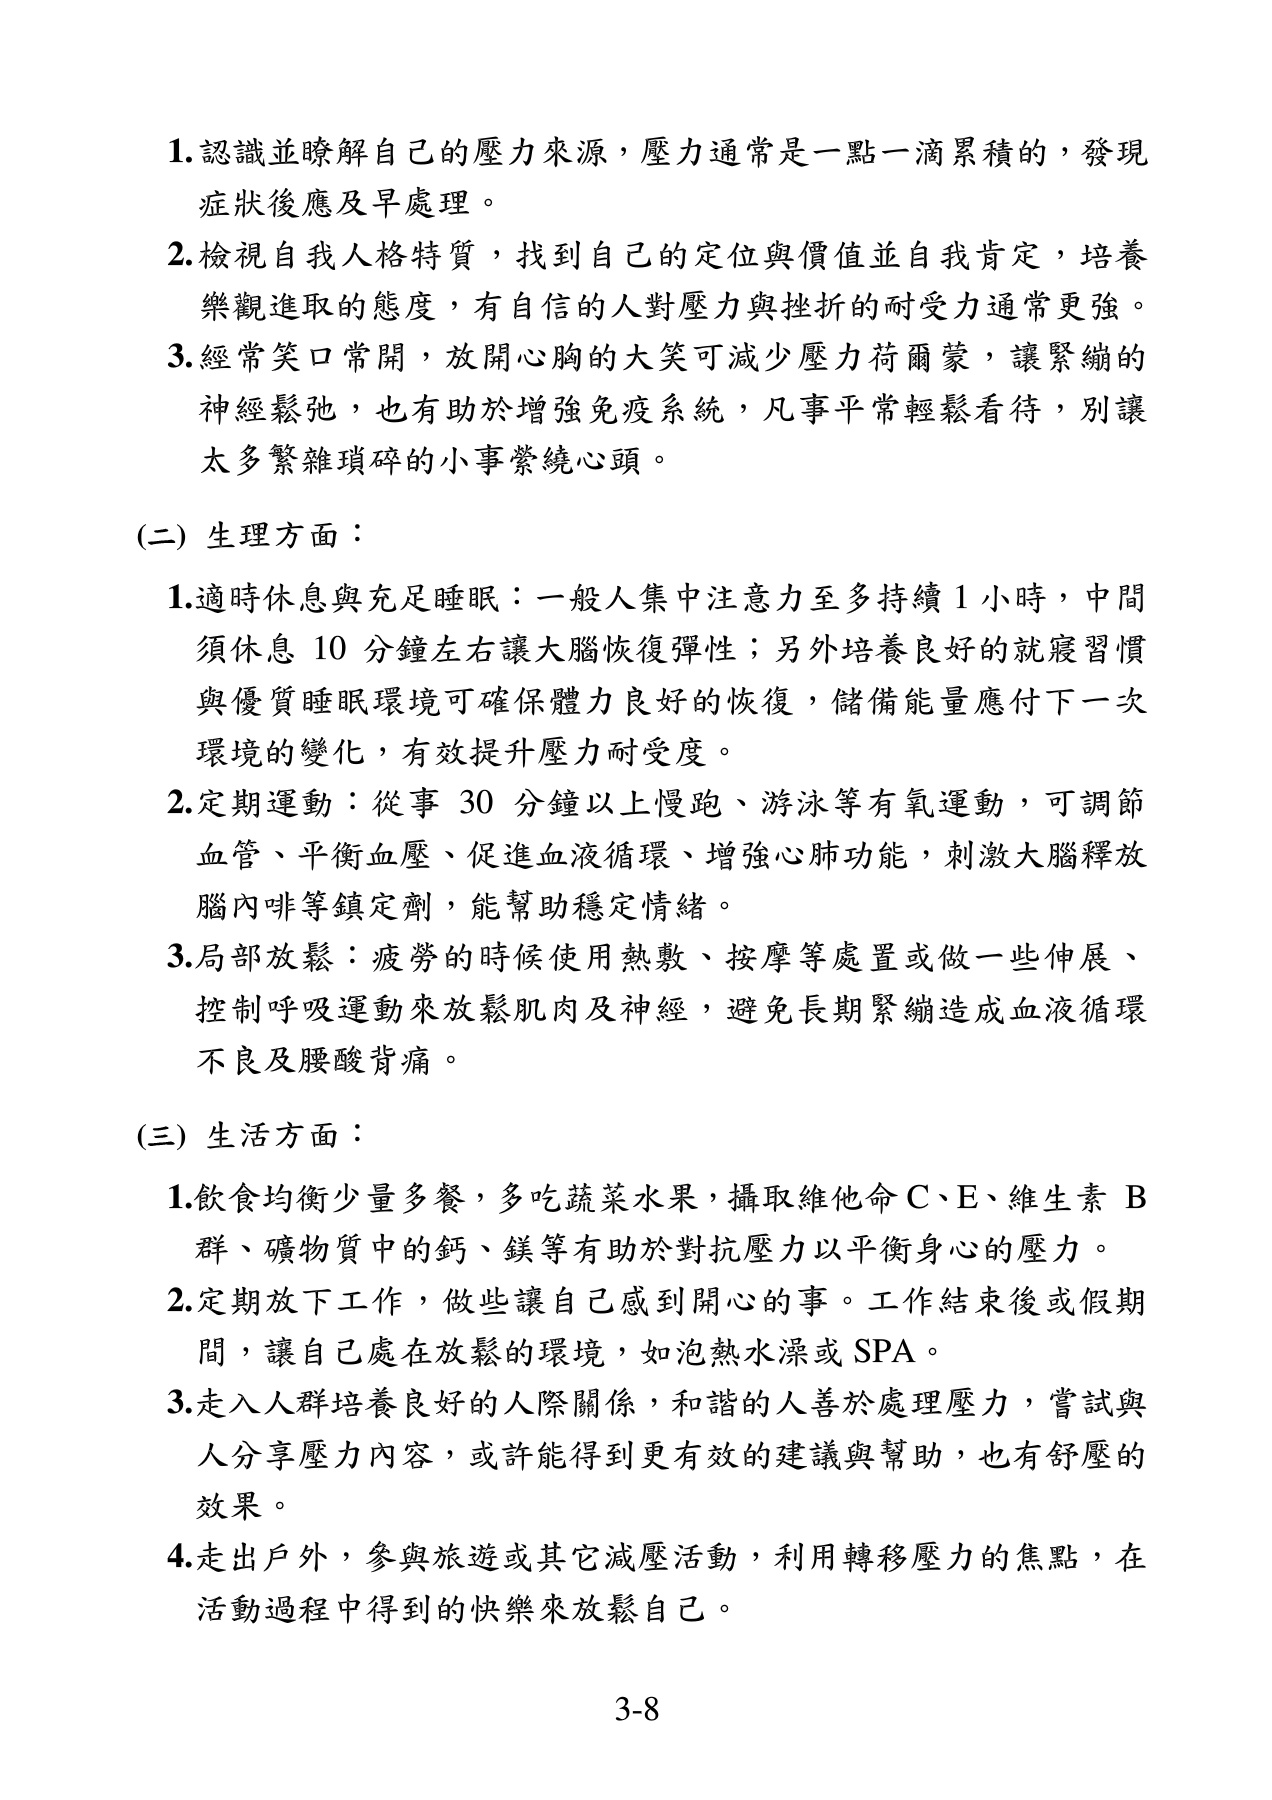 1.認識並瞭解自己的壓力來源，壓力通常是一點一滴累積的，發現
症狀後應及早處理。
2.檢視自我人格特質，找到自己的定位與價值並自我肯定，培養
樂觀進取的態度，有自信的人對壓力與挫折的耐受力通常更強。
3.經常笑口常開，放開心胸的大笑可減少壓力荷爾蒙，讓緊繃的
神經鬆弛，也有助於增強免疫系統，凡事平常輕鬆看待，別讓
太多繁雜瑣碎的小事縈繞心頭。
(二) 生理方面：
1.適時休息與充足睡眠：一般人集中注意力至多持續 1 小時，中間
須休息 10 分鐘左右讓大腦恢復彈性；另外培養良好的就寢習慣
與優質睡眠環境可確保體力良好的恢復，儲備能量應付下一次
環境的變化，有效提升壓力耐受度。
2.定期運動：從事 30 分鐘以上慢跑、游泳等有氧運動，可調節
血管、平衡血壓、促進血液循環、增強心肺功能，刺激大腦釋放
腦內啡等鎮定劑，能幫助穩定情緒。
3.局部放鬆：疲勞的時候使用熱敷、按摩等處置或做一些伸展、
控制呼吸運動來放鬆肌肉及神經，避免長期緊繃造成血液循環
不良及腰酸背痛。
(三) 生活方面：
1.飲食均衡少量多餐，多吃蔬菜水果，攝取維他命 C、E、維生素 B
群、礦物質中的鈣、鎂等有助於對抗壓力以平衡身心的壓力。
2.定期放下工作，做些讓自己感到開心的事。工作結束後或假期
間，讓自己處在放鬆的環境，如泡熱水澡或 SPA。
3.走入人群培養良好的人際關係，和諧的人善於處理壓力，嘗試與
人分享壓力內容，或許能得到更有效的建議與幫助，也有舒壓的
效果。
4.走出戶外，參與旅遊或其它減壓活動，利用轉移壓力的焦點，在
活動過程中得到的快樂來放鬆自己。
3-8